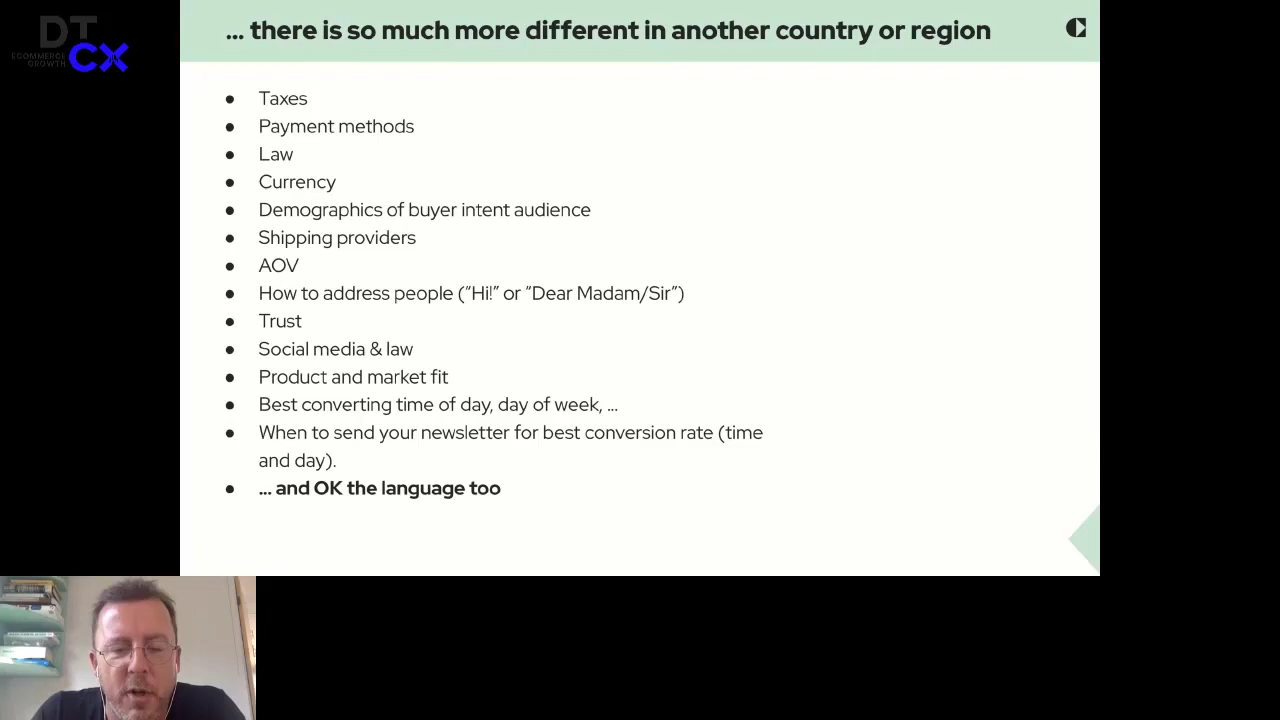 DT
CX
ECOMMERCE
GROWTH
… there is so much more different in another country or region
● Taxes
● Payment methods
● Law
● Currency
● Demographics of buyer intent audience
● Shipping providers
● AOV
● How to address people (“Hi!” or “Dear Madam/Sir”)
● Trust
● Social media & law
● Product and market fit
● Best converting time of day, day of week, …
● When to send your newsletter for best conversion rate (time
and day).
● … and OK the language too